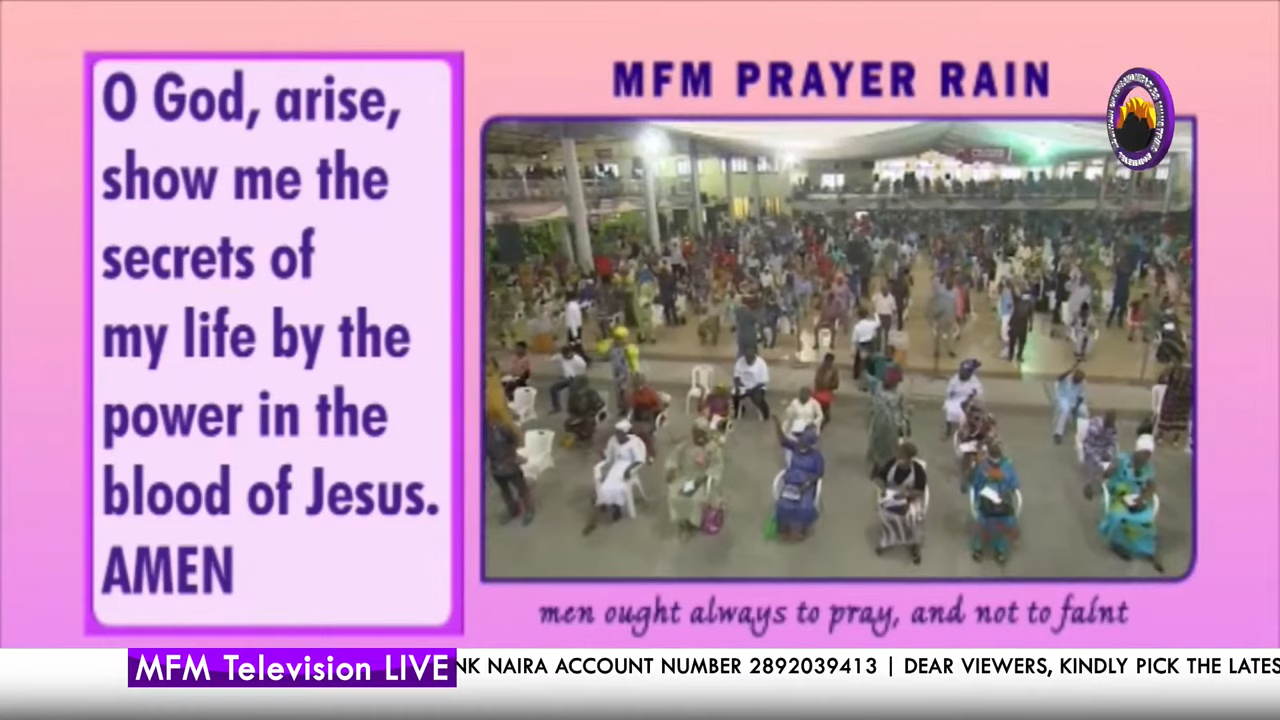 O God, arise,
show me the
secrets of
my life by the
power in the
blood of Jesus.
AMEN
MFM PRAYER RAIN
men ought always to pray, and not to faint
MFM Television LIVE
NK NAIRA ACCOUNT NUMBER 2892039413 | DEAR VIEWERS, KINDLY PICK THE LATES